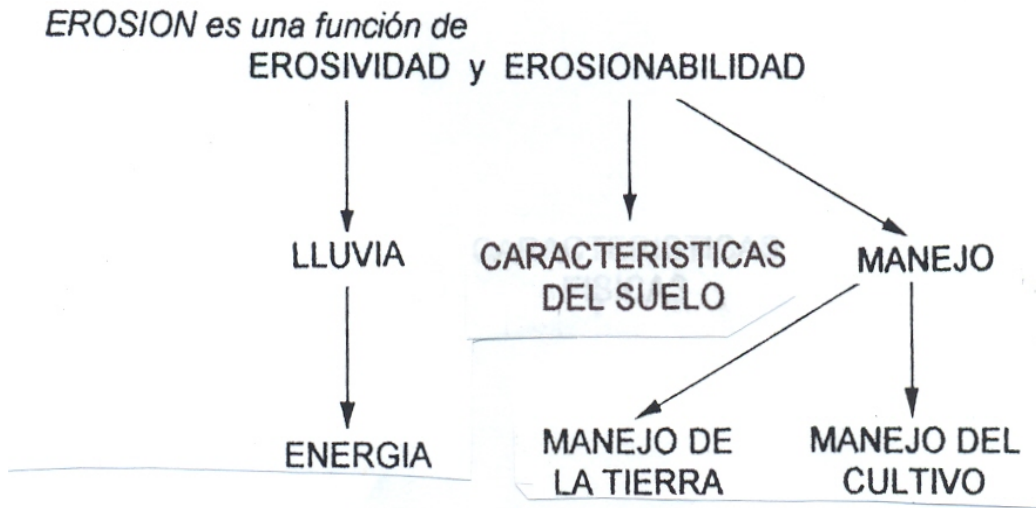 EROSION es una función de
EROSIVIDAD y EROSIONABILIDAD
LLUVIA
CARACTERISTICAS
DEL SUELO
MANEJO
ENERGIA
MANEJO DE
LA TIERRA
MANEJO DEL
CULTIVO